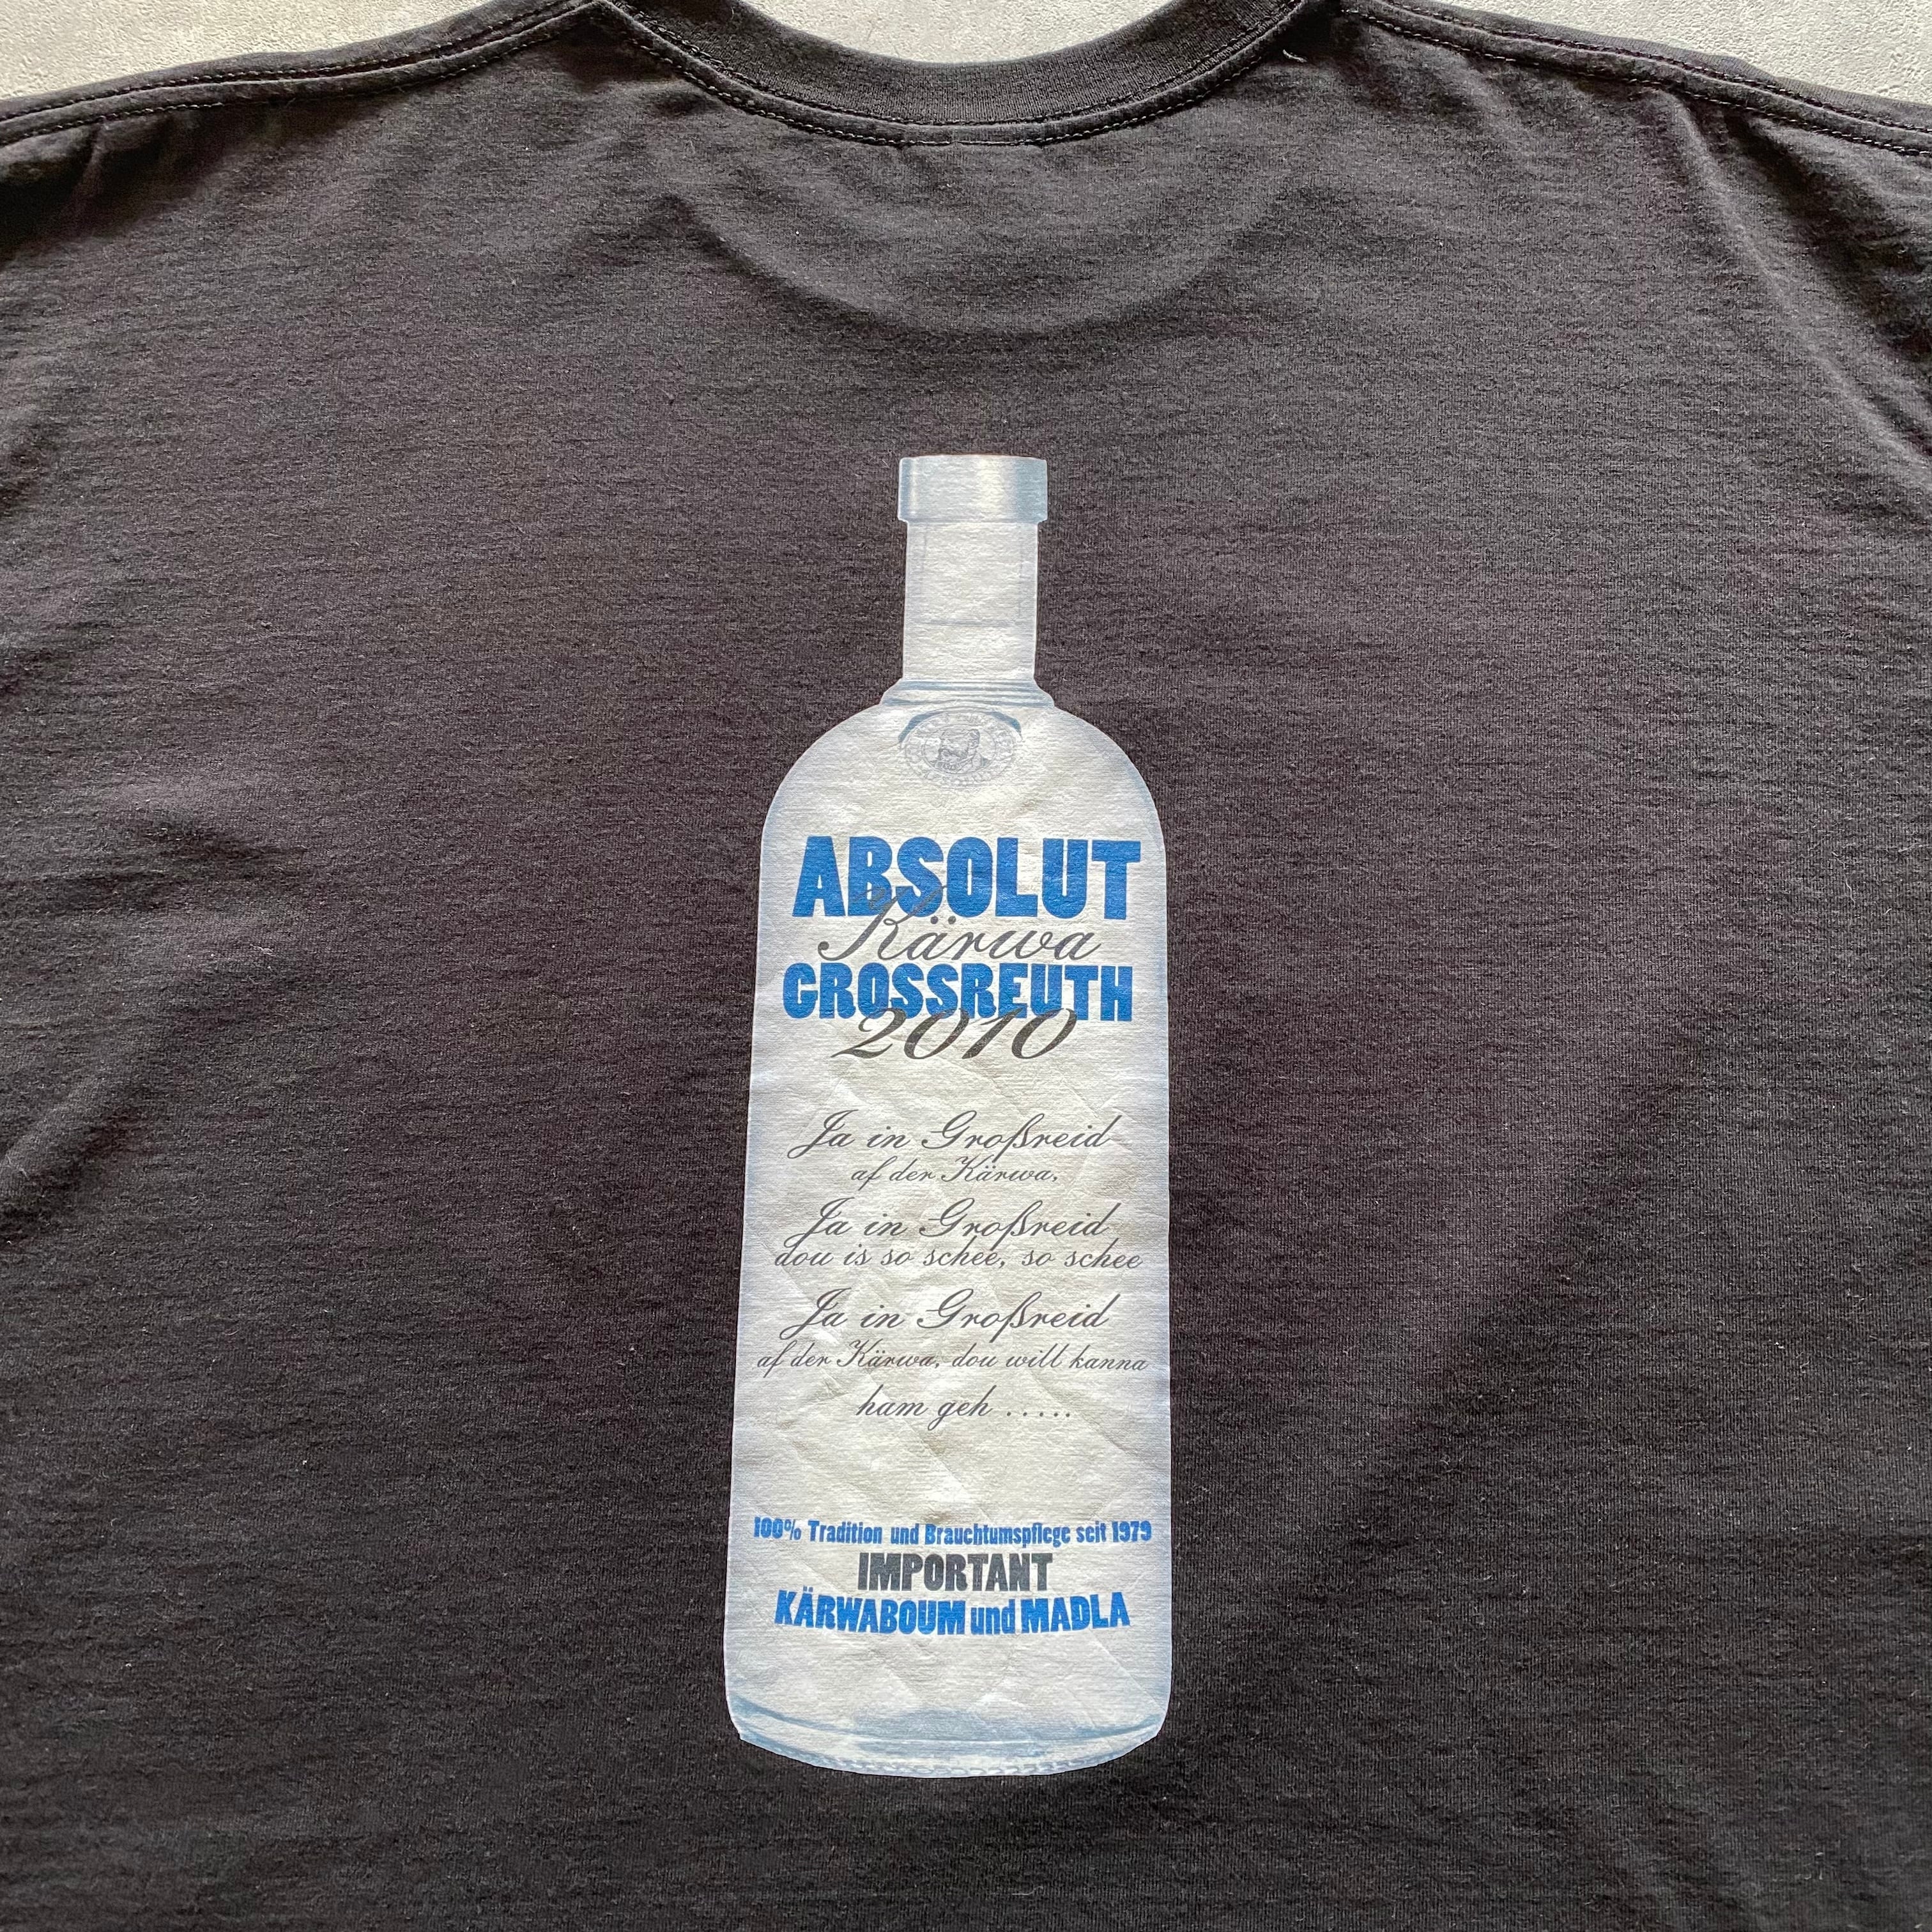 ABSOLUT
Kärwa
GROSSREUTH
2010
Ja in Großreid
af der Kärwa,
Ja in Großreid
dou is so schee, so schee
Ja in Großreid
af der Kärwa, dou will kanna
ham geh .....
100% Tradition und Brauchtumspflege seit 1979
IMPORTANT
KÄRWABOUM und MADLA